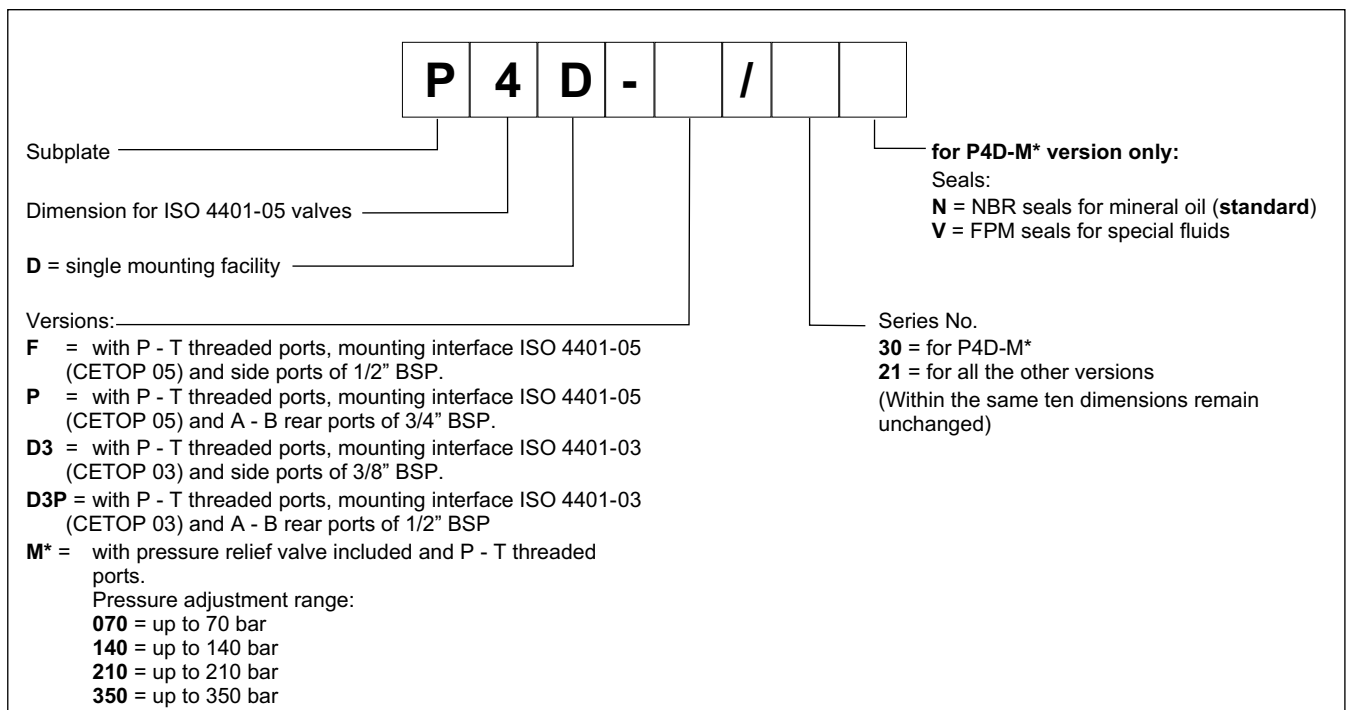 P 4 D - /
Subplate
Dimension for ISO 4401-05 valves
D = single mounting facility
Versions:
F = with P - T threaded ports, mounting interface ISO 4401-05
(CETOP 05) and side ports of 1/2” BSP.
P = with P - T threaded ports, mounting interface ISO 4401-05
(CETOP 05) and A - B rear ports of 3/4” BSP.
D3 = with P - T threaded ports, mounting interface ISO 4401-03
(CETOP 03) and side ports of 3/8” BSP.
D3P = with P - T threaded ports, mounting interface ISO 4401-03
(CETOP 03) and A - B rear ports of 1/2” BSP
M* = with pressure relief valve included and P - T threaded
ports.
Pressure adjustment range:
070 = up to 70 bar
140 = up to 140 bar
210 = up to 210 bar
350 = up to 350 bar
for P4D-M* version only:
Seals:
N = NBR seals for mineral oil (standard)
V = FPM seals for special fluids
Series No.
30 = for P4D-M*
21 = for all the other versions
(Within the same ten dimensions remain
unchanged)